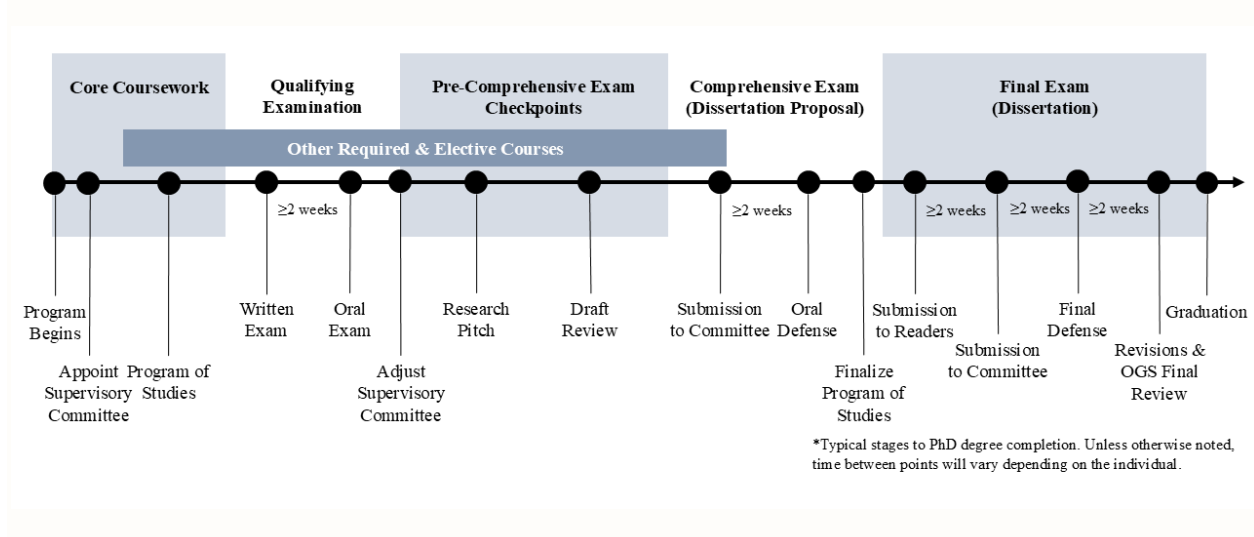 Core Coursework
Qualifying
Examination
Pre-Comprehensive Exam
Checkpoints
Comprehensive Exam
(Dissertation Proposal)
Final Exam
(Dissertation)
Other Required & Elective Courses
≥2 weeks
≥2 weeks
≥2 weeks
≥2 weeks
≥2 weeks
Program
Begins
Appoint
Supervisory
Committee
Program of
Studies
Written
Exam
Oral
Exam
Adjust
Supervisory
Committee
Research
Pitch
Draft
Review
Submission
to Committee
Oral
Defense
Finalize
Program of
Studies
Submission
to Readers
Submission
to Committee
Final
Defense
Revisions &
OGS Final
Review
Graduation
*Typical stages to PhD degree completion. Unless otherwise noted,
time between points will vary depending on the individual.